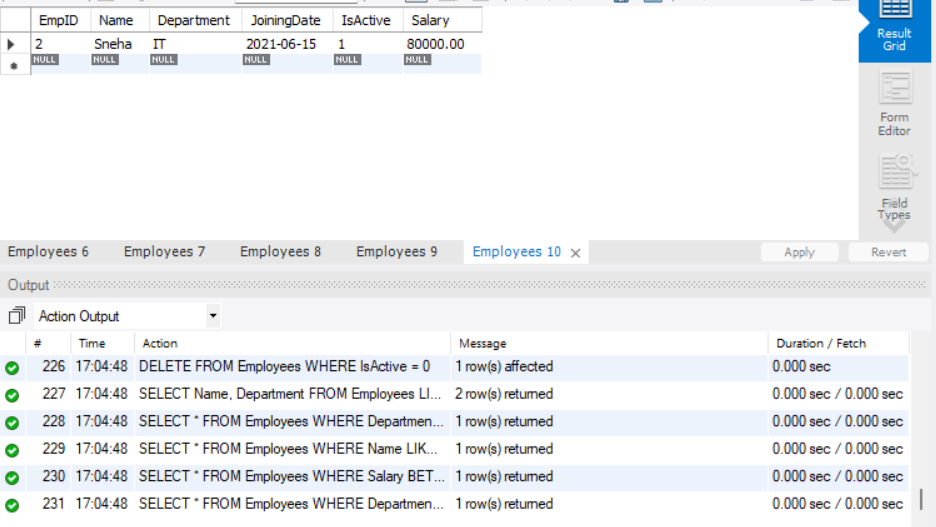 EmpID Name Department JoiningDate IsActive Salary
2 Sneha IT 2021-06-15 1 80000.00
NULL NULL NULL NULL NULL NULL
Result
Grid
Form
Editor
Field
Types
Employees 6 Employees 7 Employees 8 Employees 9 Employees 10 Apply Revert
Output
Action Output
# Time Action Message Duration / Fetch
226 17:04:48 DELETE FROM Employees WHERE IsActive = 0 1 row(s) affected 0.000 sec
227 17:04:48 SELECT Name, Department FROM Employees LI... 2 row(s) returned 0.000 sec / 0.000 sec
228 17:04:48 SELECT * FROM Employees WHERE Departmen... 1 row(s) returned 0.000 sec / 0.000 sec
229 17:04:48 SELECT * FROM Employees WHERE Name LIK... 1 row(s) returned 0.000 sec / 0.000 sec
230 17:04:48 SELECT * FROM Employees WHERE Salary BET... 1 row(s) returned 0.000 sec / 0.000 sec
231 17:04:48 SELECT * FROM Employees WHERE Departmen... 1 row(s) returned 0.000 sec / 0.000 sec